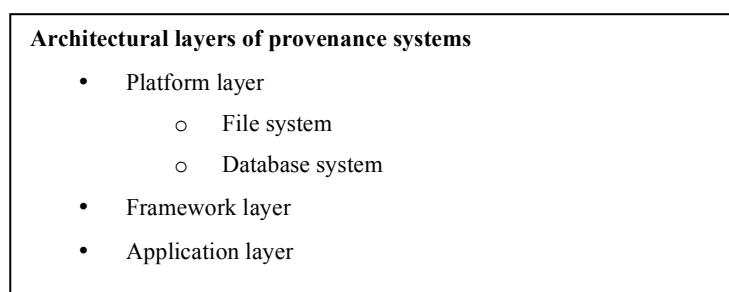 Architectural layers of provenance systems
• Platform layer
o File system
o Database system
• Framework layer
• Application layer